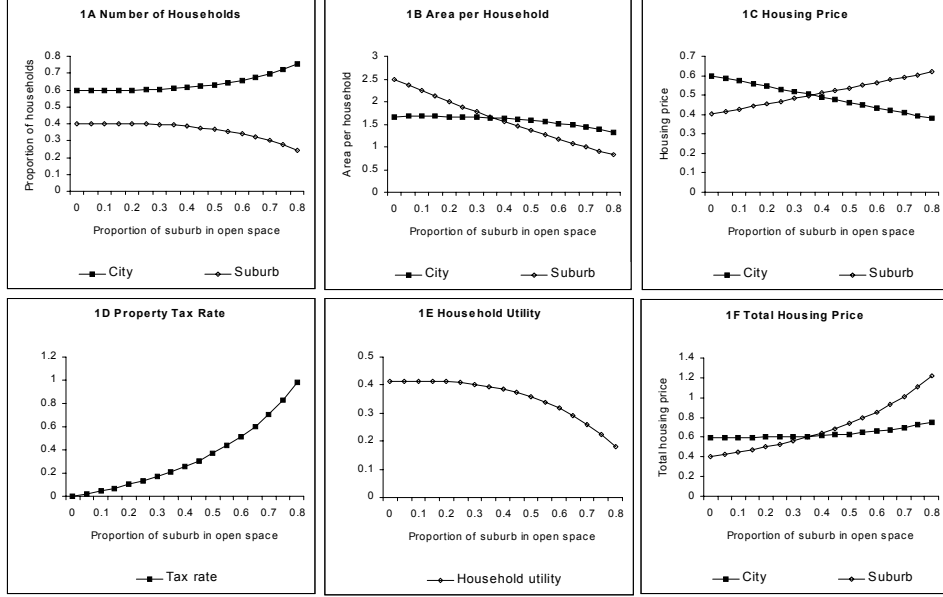 1A Number of Households
Proportion of households
0.8
0.7
0.6
0.5
0.4
0.3
0.2
0.1
0
0 0.1 0.2 0.3 0.4 0.5 0.6 0.7 0.8
Proportion of suburb in open space
City Suburb
1B Area per Household
Area per household
3
2.5
2
1.5
1
0.5
0
0 0.1 0.2 0.3 0.4 0.5 0.6 0.7 0.8
Proportion of suburb in open space
City Suburb
1C Housing Price
Housing price
0.7
0.6
0.5
0.4
0.3
0.2
0.1
0
0 0.1 0.2 0.3 0.4 0.5 0.6 0.7 0.8
Proportion of suburb in open space
City Suburb
1D Property Tax Rate
1.2
1
0.8
0.6
0.4
0.2
0
0 0.1 0.2 0.3 0.4 0.5 0.6 0.7 0.8
Proportion of suburb in open space
Tax rate
1E Household Utility
0.5
0.4
0.3
0.2
0.1
0
0 0.1 0.2 0.3 0.4 0.5 0.6 0.7 0.8
Proportion of suburb in open space
Household utility
1F Total Housing Price
Total housing price
1.4
1.2
1
0.8
0.6
0.4
0.2
0
0 0.1 0.2 0.3 0.4 0.5 0.6 0.7 0.8
Proportion of suburb in open space
City Suburb